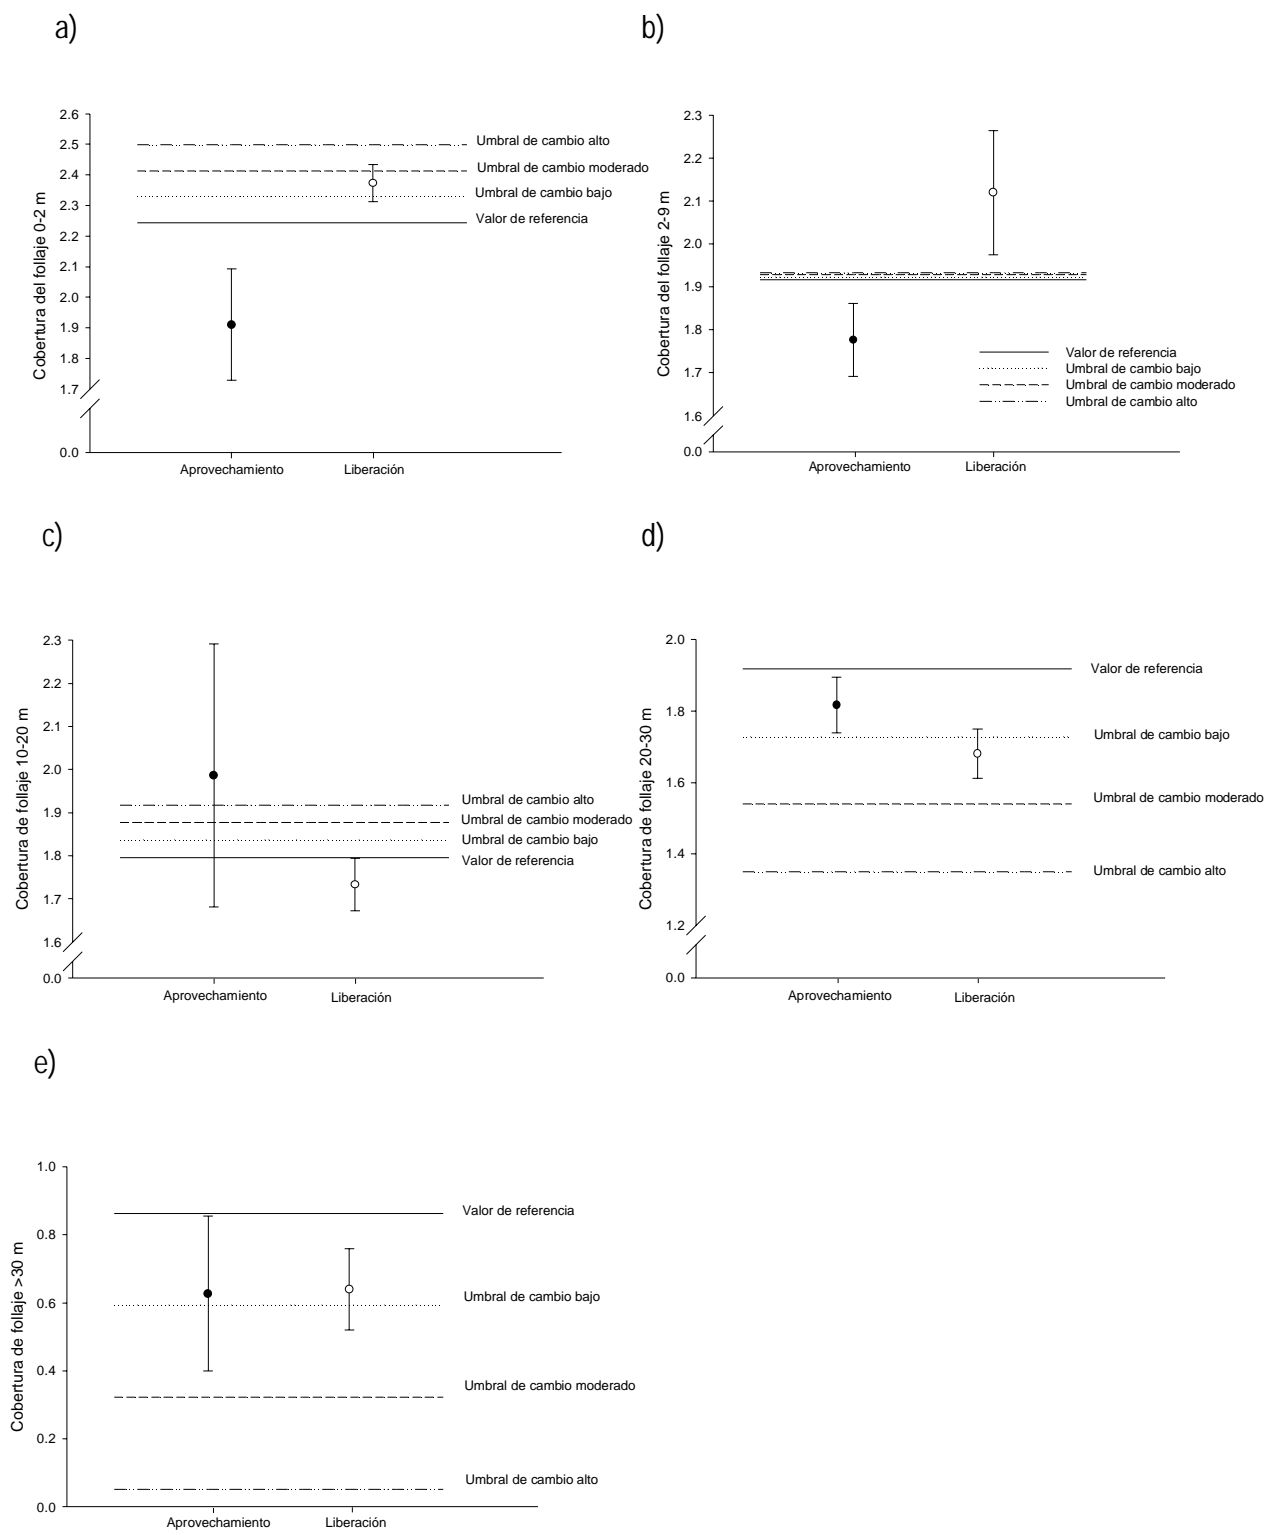 a)
Cobertura del follaje 0-2 m
2.6
2.5
2.4
2.3
2.2
2.1
2.0
1.9
1.8
1.7
0.0
Umbral de cambio alto
Umbral de cambio moderado
Umbral de cambio bajo
Valor de referencia
Aprovechamiento
Liberación
b)
Cobertura del follaje 2-9 m
2.3
2.2
2.1
2.0
1.9
1.8
1.7
1.6
0.0
Valor de referencia
Umbral de cambio bajo
Umbral de cambio moderado
Umbral de cambio alto
Aprovechamiento
Liberación
c)
Cobertura de follaje 10-20 m
2.3
2.2
2.1
2.0
1.9
1.8
1.7
1.6
0.0
Umbral de cambio alto
Umbral de cambio moderado
Umbral de cambio bajo
Valor de referencia
Aprovechamiento
Liberación
d)
Cobertura de follaje 20-30 m
2.0
1.8
1.6
1.4
1.2
0.0
Valor de referencia
Umbral de cambio bajo
Umbral de cambio moderado
Umbral de cambio alto
Aprovechamiento
Liberación
e)
Cobertura de follaje >30 m
1.0
0.8
0.6
0.4
0.2
0.0
Valor de referencia
Umbral de cambio bajo
Umbral de cambio moderado
Umbral de cambio alto
Aprovechamiento
Liberación